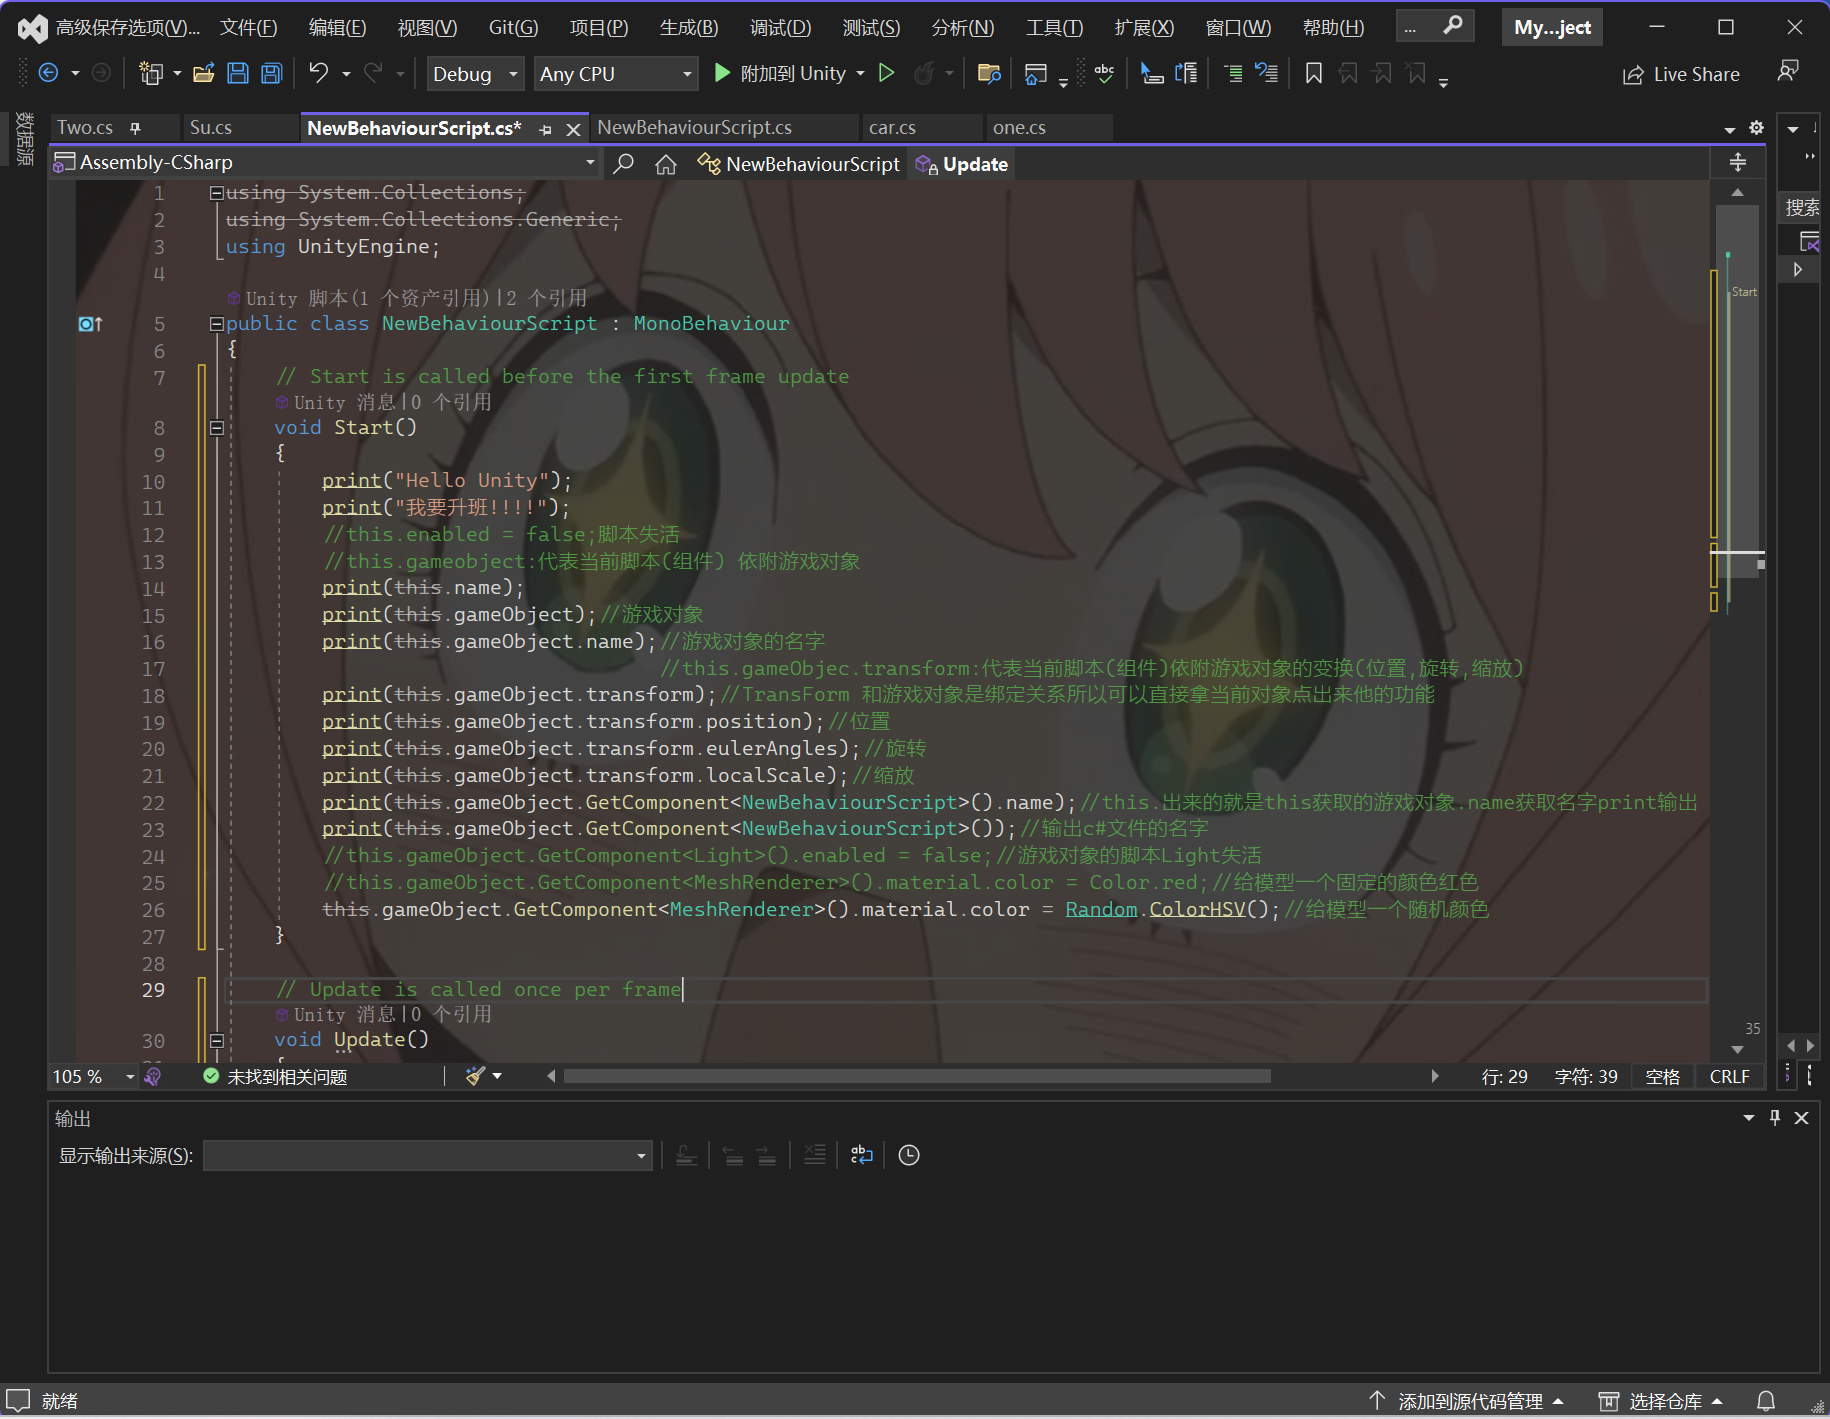 高级保存选项(V)... 文件(F) 编辑(E) 视图(V) Git(G) 项目(P) 生成(B) 调试(D) 测试(S) 分析(N) 工具(T) 扩展(X) 窗口(W) 帮助(H) ... My...ject
Debug Any CPU 附加到 Unity Live Share
数据源
Two.cs Su.cs NewBehaviourScript.cs* NewBehaviourScript.cs car.cs one.cs
Assembly-CSharp NewBehaviourScript Update
搜索
1 using System.Collections;
2 using System.Collections.Generic;
3 using UnityEngine;
4
Unity 脚本(1 个资产引用)|2 个引用
5 public class NewBehaviourScript : MonoBehaviour
6 {
7 // Start is called before the first frame update
Unity 消息|0 个引用
8 void Start()
9 {
10 print("Hello Unity");
11 print("我要升班!!!!");
12 //this.enabled = false;脚本失活
13 //this.gameobject:代表当前脚本(组件) 依附游戏对象
14 print(this.name);
15 print(this.gameObject);//游戏对象
16 print(this.gameObject.name);//游戏对象的名字
17 //this.gameObjec.transform:代表当前脚本(组件)依附游戏对象的变换(位置,旋转,缩放)
18 print(this.gameObject.transform);//TransForm 和游戏对象是绑定关系所以可以直接拿当前对象点出来他的功能
19 print(this.gameObject.transform.position);//位置
20 print(this.gameObject.transform.eulerAngles);//旋转
21 print(this.gameObject.transform.localScale);//缩放
22 print(this.gameObject.GetComponent<NewBehaviourScript>().name);//this.出来的就是this获取的游戏对象.name获取名字print输出
23 print(this.gameObject.GetComponent<NewBehaviourScript>());//输出c#文件的名字
24 //this.gameObject.GetComponent<Light>().enabled = false;//游戏对象的脚本Light失活
25 //this.gameObject.GetComponent<MeshRenderer>().material.color = Color.red;//给模型一个固定的颜色红色
26 this.gameObject.GetComponent<MeshRenderer>().material.color = Random.ColorHSV();//给模型一个随机颜色
27 }
28
29 // Update is called once per frame
Unity 消息|0 个引用
30 void Update()
Start
35
105 % 未找到相关问题 行: 29 字符: 39 空格 CRLF
输出
显示输出来源(S):
就绪 添加到源代码管理 选择仓库